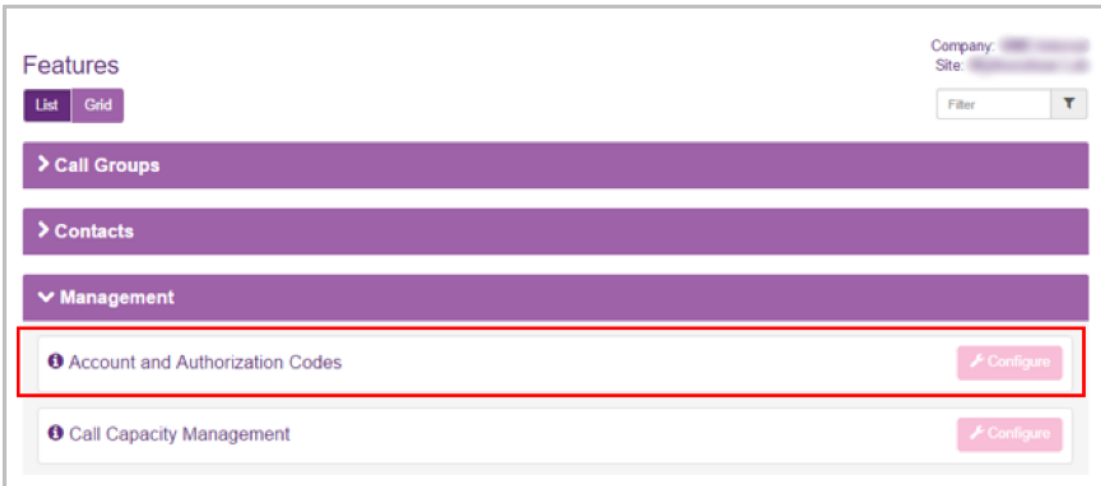 Company:
Site:
Features
List Grid
Filter
Call Groups
Contacts
Management
Account and Authorization Codes
Configure
Call Capacity Management
Configure